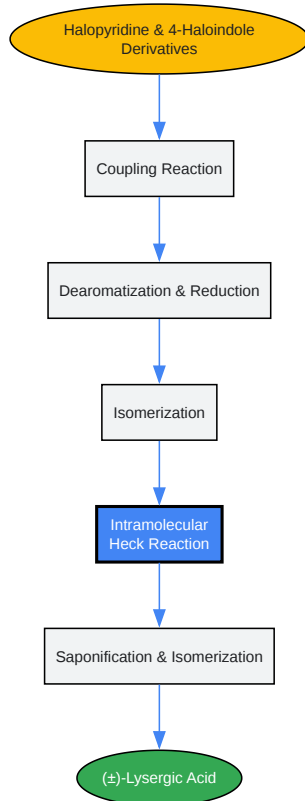 Halopyridine & 4-Haloindole
Derivatives
Coupling Reaction
Dearomatization & Reduction
Isomerization
Intramolecular
Heck Reaction
Saponification & Isomerization
(±)-Lysergic Acid